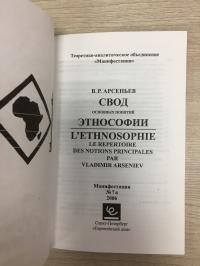 Теоретико-аналитическое объединение
«Манифестация»
В.Р. АРСЕНЬЕВ
СВОД
ОСНОВНЫХ ПОНЯТИЙ
ЭТНОСОФИИ
L'ETHNOSOPHIE
LE REPERTOIRE
DES NOTIONS PRINCIPALES
PAR
VLADIMIR ARSENIEV
Манифестация
№ 7а
2006
Санкт-Петербург
«Европейский дом»